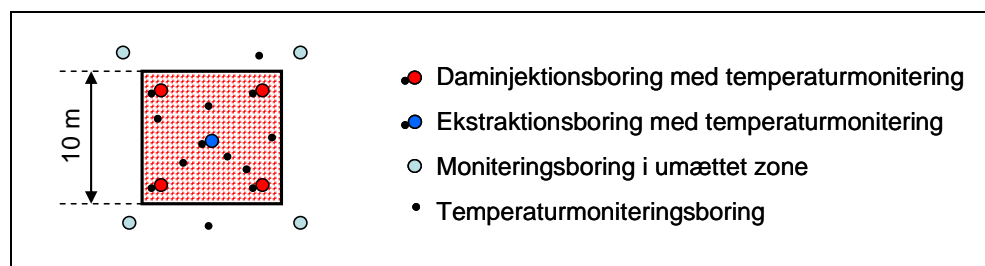 10 m
Daminjektionsboring med temperaturmonitering
Ekstraktionsboring med temperaturmonitering
Moniteringsboring i umættet zone
Temperaturmoniteringsboring